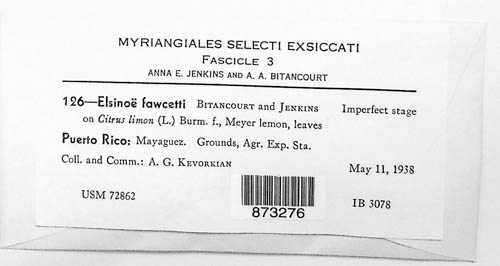 MYRIANGIALES SELECTI EXSICCATI
FASCICLE 3
ANNA E. JENKINS AND A. A. BITANCOURT
126—Elsinoë fawcetti BITANCOURT and JENKINS Imperfect stage
on Citrus limon (L.) Burm. f., Meyer lemon, leaves
Puerto Rico: Mayaguez. Grounds, Agr. Exp. Sta.
Coll. and Comm.: A. G. KEVORKIAN May 11, 1938
USM 72862 IB 3078
873276